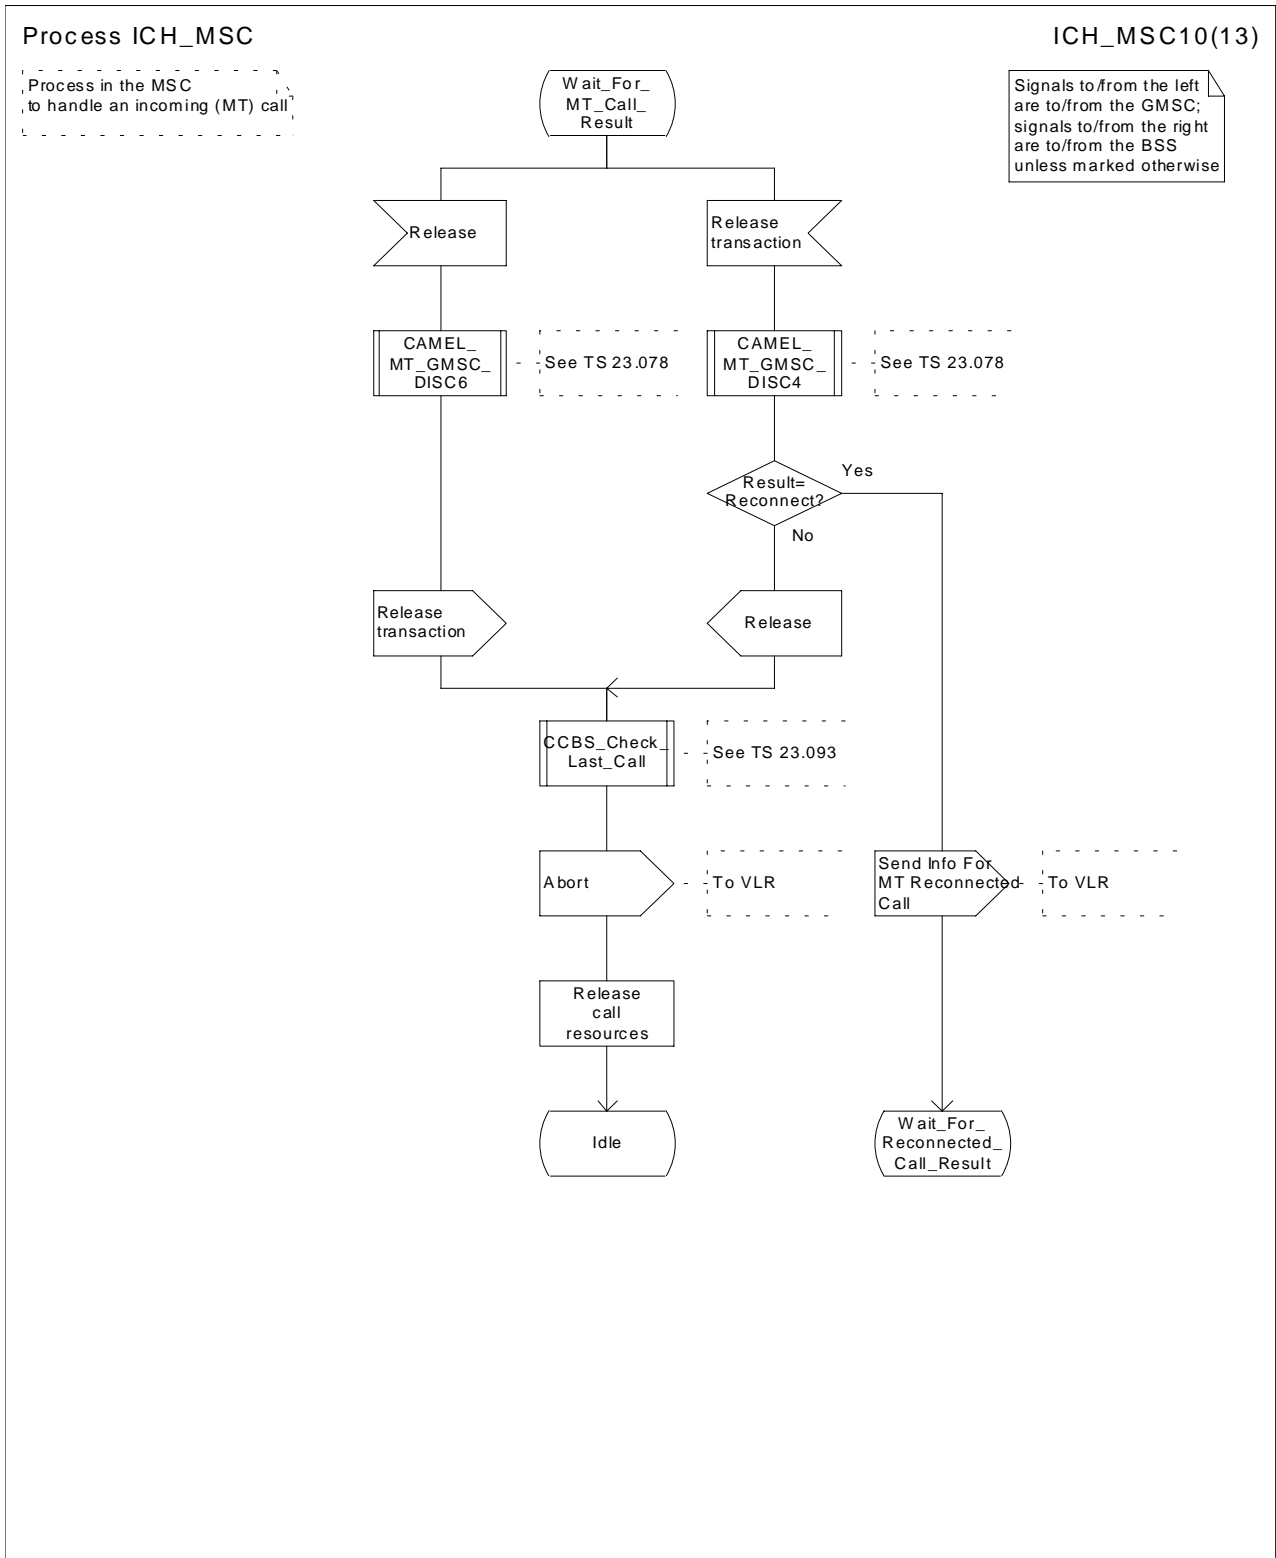 Process ICH_MSC
ICH_MSC10(13)
Process in the MSC
to handle an incoming (MT) call
Wait_For_
MT_Call_
Result
Signals to/from the left
are to/from the GMSC;
signals to/from the right
are to/from the BSS
unless marked otherwise
Release
Release
transaction
CAMEL_
MT_GMSC_
DISC6
See TS 23.078
CAMEL_
MT_GMSC_
DISC4
See TS 23.078
Yes
Result=
Reconnect?
No
Release
transaction
Release
CCBS_Check_
Last_Call
See TS 23.093
Abort
To VLR
Send Info For
MT Reconnected
Call
To VLR
Release
call
resources
Idle
Wait_For_
Reconnected_
Call_Result